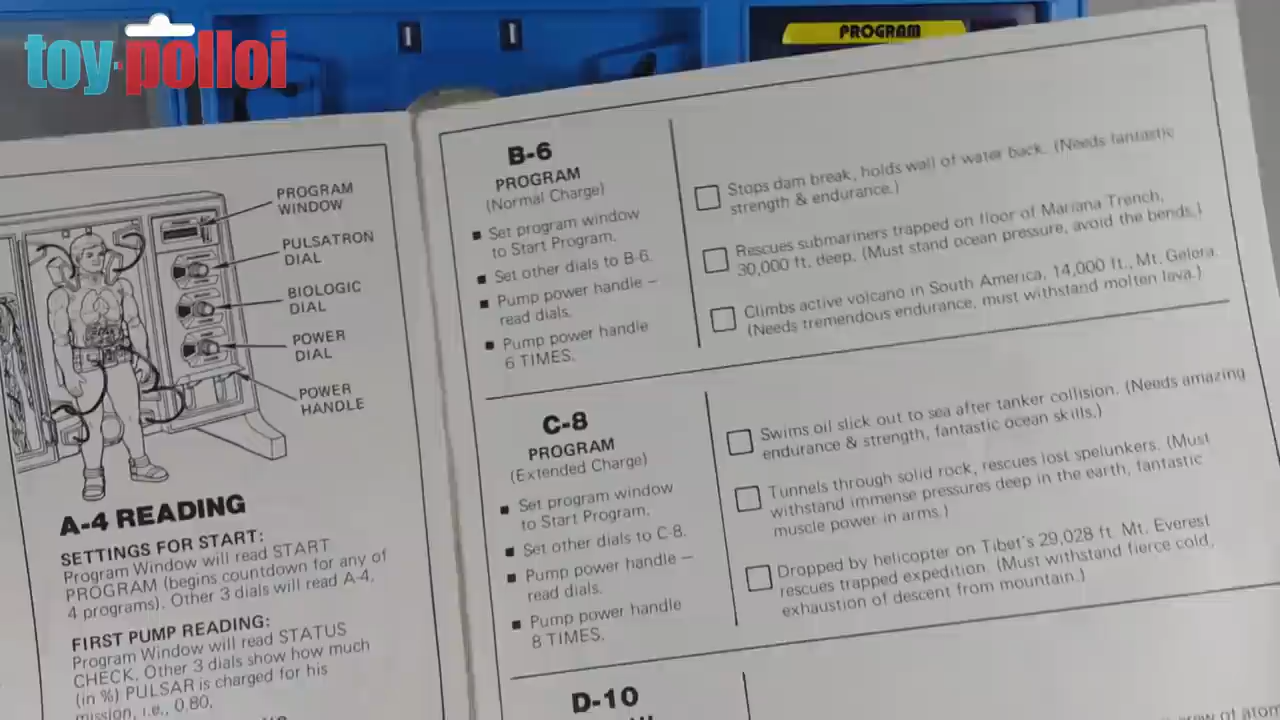 toy·polloi
PROGRAM
PROGRAM
WINDOW
PULSATRON
DIAL
BIOLOGIC
DIAL
POWER
DIAL
POWER
HANDLE
A-4 READING
SETTINGS FOR START:
Program Window will read START
PROGRAM (begins countdown for any of
4 programs). Other 3 dials will read A-4.
FIRST PUMP READING:
Program Window will read STATUS
CHECK. Other 3 dials show how much
(in %) PULSAR is charged for his
mission, i.e., 0,80,
B-6
PROGRAM
(Normal Charge)
■ Set program window
to Start Program.
■ Set other dials to B-6.
■ Pump power handle –
read dials.
■ Pump power handle
6 TIMES.
Stops dam break, holds wall of water back. (Needs fantastic
strength & endurance.)
Rescues submariners trapped on floor of Mariana Trench,
30,000 ft. deep. (Must stand ocean pressure, avoid the bends.)
Climbs active volcano in South America, 14,000 ft., Mt. Gelora.
(Needs tremendous endurance, must withstand molten lava.)
C-8
PROGRAM
(Extended Charge)
■ Set program window
to Start Program.
■ Set other dials to C-8.
■ Pump power handle –
read dials.
■ Pump power handle
8 TIMES.
Swims oil slick out to sea after tanker collision. (Needs amazing
endurance & strength, fantastic ocean skills.)
Tunnels through solid rock, rescues lost spelunkers. (Must
withstand immense pressures deep in the earth, fantastic
muscle power in arms.)
Dropped by helicopter on Tibet's 29,028 ft. Mt. Everest
rescues trapped expedition. (Must withstand fierce cold,
exhaustion of descent from mountain.)
D-10